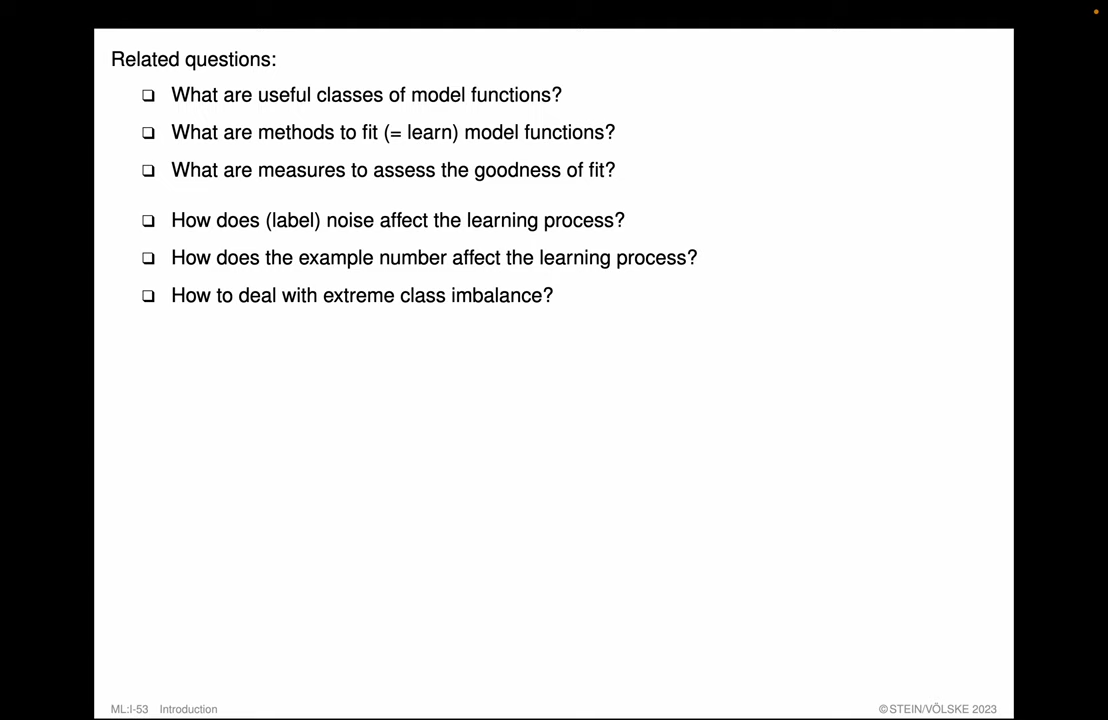 Related questions:
❑ What are useful classes of model functions?
❑ What are methods to fit (= learn) model functions?
❑ What are measures to assess the goodness of fit?
❑ How does (label) noise affect the learning process?
❑ How does the example number affect the learning process?
❑ How to deal with extreme class imbalance?
ML:I-53 Introduction
©STEIN/VÖLSKE 2023